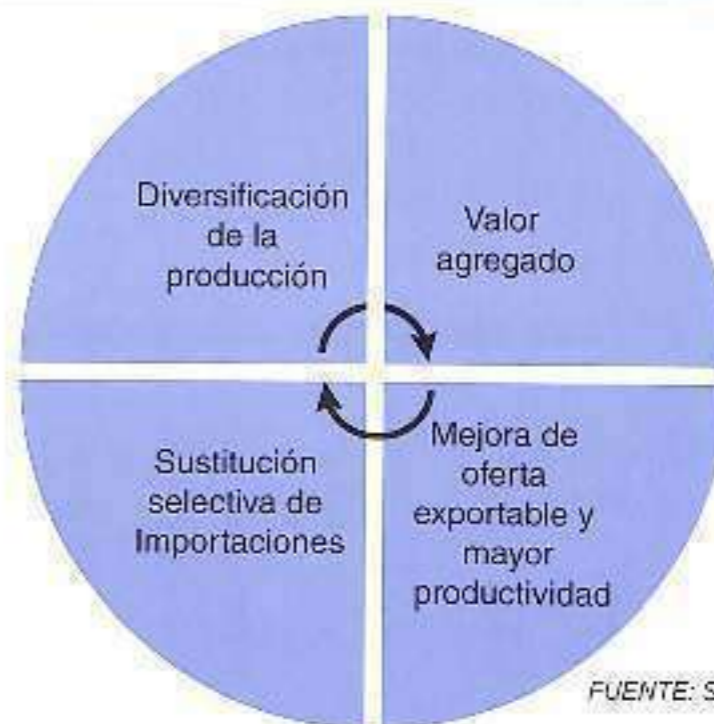 Diversificación
de la
producción
Valor
agregado
Mejora de
oferta
exportable y
mayor
productividad
Sustitución
selectiva de
Importaciones
FUENTE: S